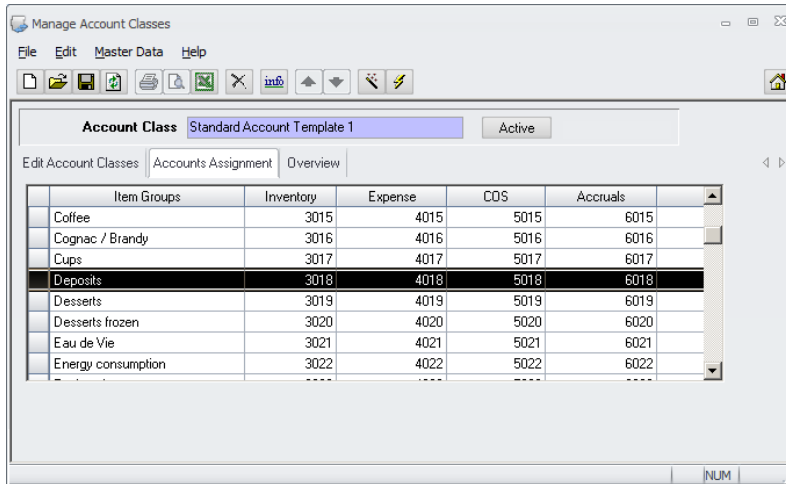 Manage Account Classes
File Edit Master Data Help
info
Account Class Standard Account Template 1 Active
Edit Account Classes Accounts Assignment Overview
Item Groups Inventory Expense COS Accruals
Coffee 3015 4015 5015 6015
Cognac / Brandy 3016 4016 5016 6016
Cups 3017 4017 5017 6017
Deposits 3018 4018 5018 6018
Desserts 3019 4019 5019 6019
Desserts frozen 3020 4020 5020 6020
Eau de Vie 3021 4021 5021 6021
Energy consumption 3022 4022 5022 6022
NUM